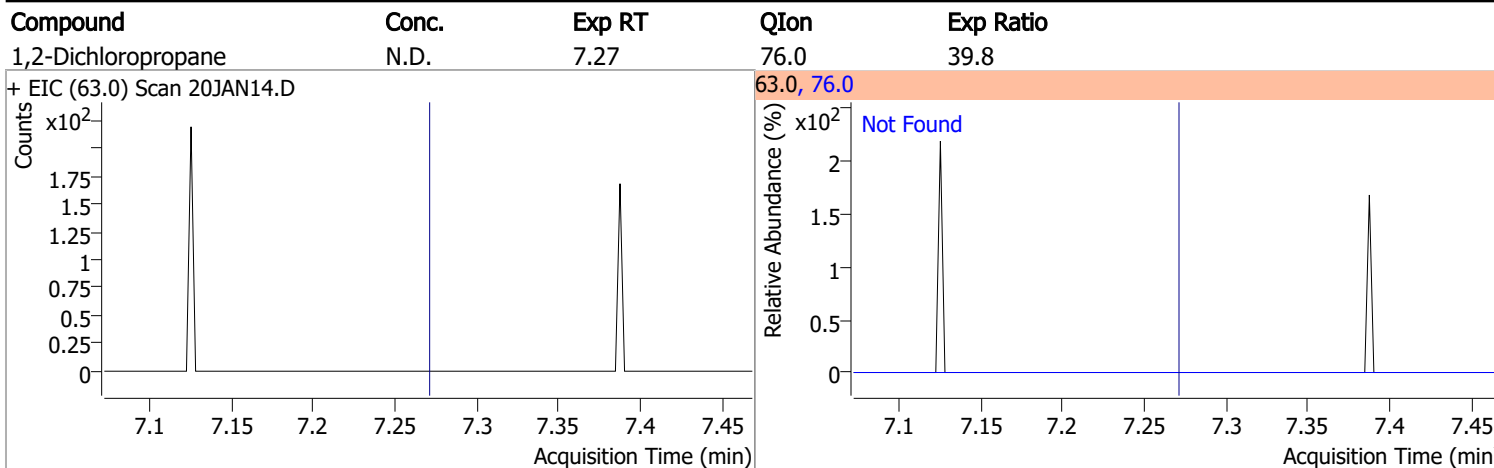 Compound Conc. Exp RT QIon Exp Ratio
1,2-Dichloropropane N.D. 7.27 76.0 39.8
+ EIC (63.0) Scan 20JAN14.D
Counts
x10²
1.75
1.5
1.25
1
0.75
0.5
0.25
0
7.1 7.15 7.2 7.25 7.3 7.35 7.4 7.45
Acquisition Time (min)
63.0, 76.0
Relative Abundance (%)
x10²
Not Found
2
1.5
1
0.5
0
7.1 7.15 7.2 7.25 7.3 7.35 7.4 7.45
Acquisition Time (min